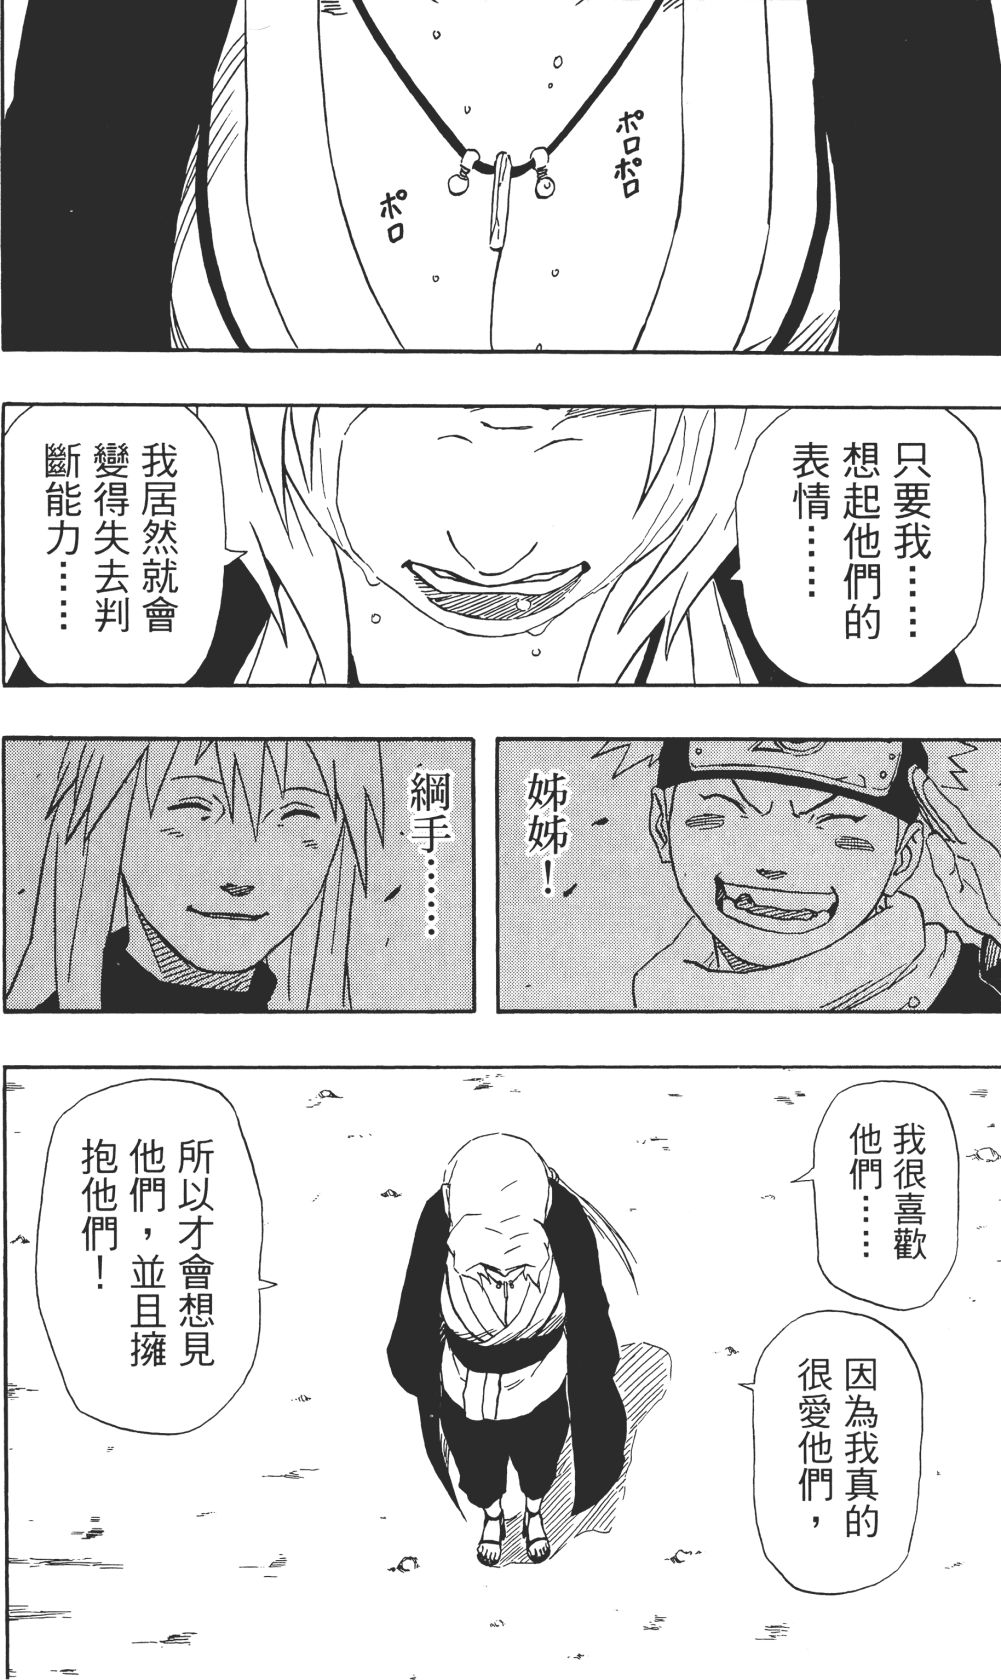 ポロポロ
ポロ
只要我……
想起他們的
表情……
我居然就會
變得失去判
斷能力……
姊姊！
綱手……
我很喜歡
他們……
因為我真的
很愛他們，
所以才會想見
他們，並且擁
抱他們！